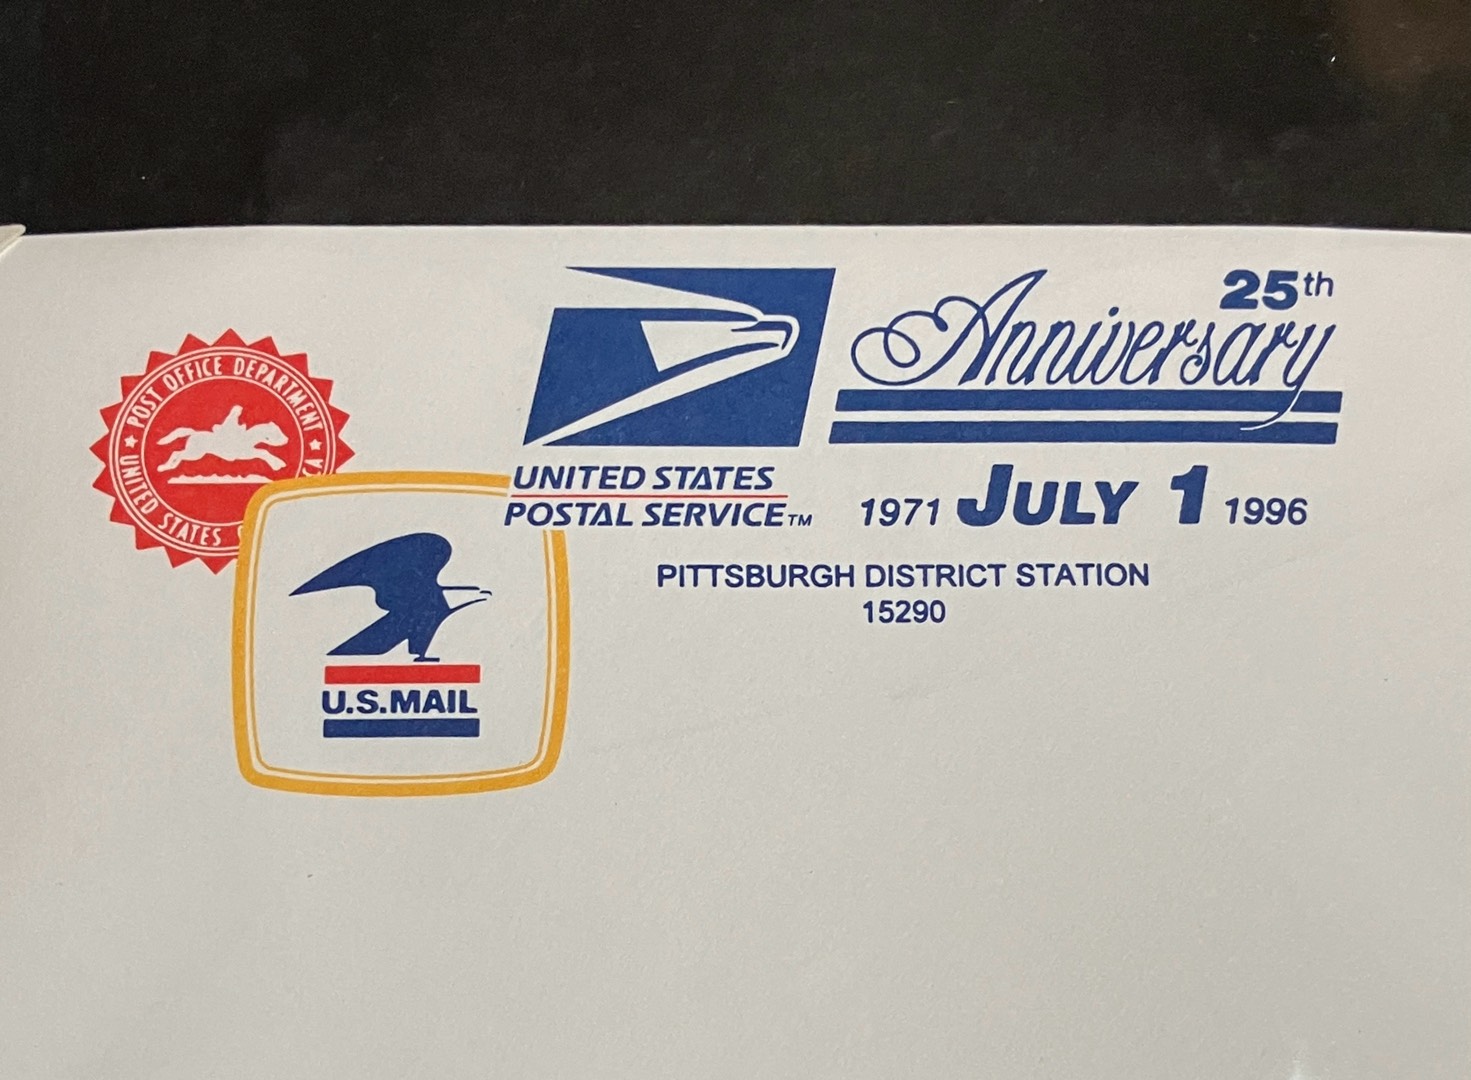 POST OFFICE DEPARTMENT
UNITED STATES
U.S.MAIL
UNITED STATES
POSTAL SERVICE™
25th
Anniversary
1971 JULY 1 1996
PITTSBURGH DISTRICT STATION
15290